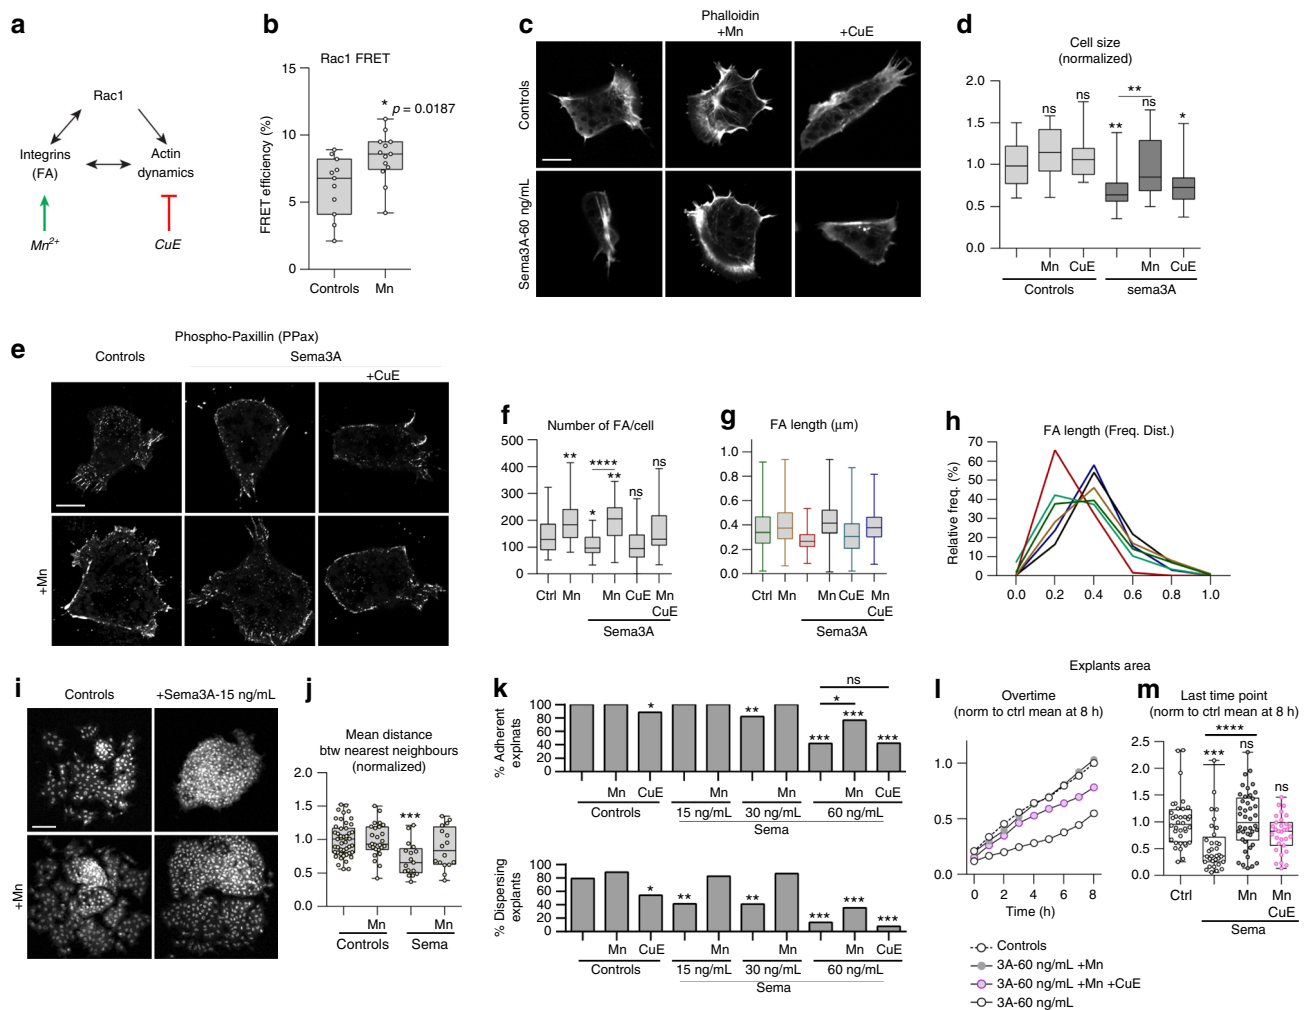 a
Rac1
Integrins
(FA)
Actin
dynamics
Mn2+
CuE
b
Rac1 FRET
FRET efficiency (%)
15
10
5
0
*
p = 0.0187
Controls
Mn
c
Phalloidin
+Mn
+CuE
Controls
Sema3A-60 ng/mL
d
Cell size
(normalized)
2.0
1.5
1.0
0.5
0.0
ns
ns
**
**
ns
*
Mn CuE Mn CuE
Controls sema3A
e
Phospho-Paxillin (PPax)
Controls
Sema3A
+CuE
+Mn
f
Number of FA/cell
500
400
300
200
100
0
**
*
****
**
ns
ns
Ctrl Mn Mn CuE Mn
CuE
Sema3A
g
FA length (μm)
1.0
0.8
0.6
0.4
0.2
0.0
Ctrl Mn Mn CuE Mn
CuE
Sema3A
h
FA length (Freq. Dist.)
Relative freq. (%)
70
60
50
40
30
20
10
0
0.0 0.2 0.4 0.6 0.8 1.0
i
Controls
+Sema3A-15 ng/mL
+Mn
j
Mean distance
btw nearest neighbours
(normalized)
2.0
1.5
1.0
0.5
0.0
***
Mn Mn
Controls Sema
k
% Adherent
explnats
100
80
60
40
20
0
*
**
***
*
***
ns
***
Mn CuE Mn Mn Mn CuE
Controls 15 ng/mL 30 ng/mL 60 ng/mL
Sema
% Dispersing
explants
100
80
60
40
20
0
*
**
**
***
***
***
Mn CuE Mn Mn Mn CuE
Controls 15 ng/mL 30 ng/mL 60 ng/mL
Sema
Explants area
l
Overtime
(norm to ctrl mean at 8 h)
1.0
0.5
0.0
0 2 4 6 8
Time (h)
Controls
3A-60 ng/mL +Mn
3A-60 ng/mL +Mn +CuE
3A-60 ng/mL
m
Last time point
(norm to ctrl mean at 8 h)
2.5
2.0
1.5
1.0
0.5
0.0
***
****
ns
ns
Ctrl Mn Mn
CuE
Sema